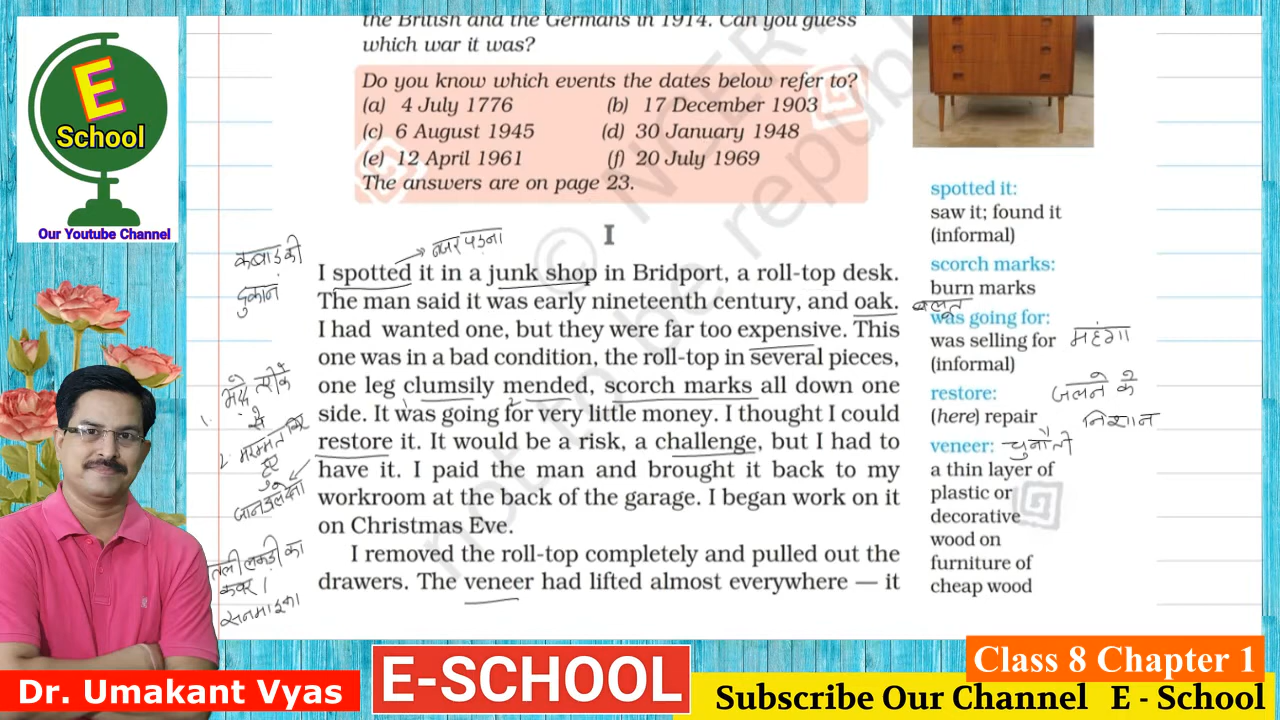 the British and the Germans in 1914. Can you guess
which war it was?
Do you know which events the dates below refer to?
(a) 4 July 1776 (b) 17 December 1903
(c) 6 August 1945 (d) 30 January 1948
(e) 12 April 1961 (f) 20 July 1969
The answers are on page 23.
E
School
Our Youtube Channel
I
नजर पड़ना
कबाड़ की
दुकान
I spotted it in a junk shop in Bridport, a roll-top desk.
The man said it was early nineteenth century, and oak.
I had wanted one, but they were far too expensive. This
one was in a bad condition, the roll-top in several pieces,
one leg clumsily mended, scorch marks all down one
side. It was going for very little money. I thought I could
restore it. It would be a risk, a challenge, but I had to
have it. I paid the man and brought it back to my
workroom at the back of the garage. I began work on it
on Christmas Eve.
I removed the roll-top completely and pulled out the
drawers. The veneer had lifted almost everywhere — it
1. भद्दे तरीके
से
2. मरम्मत किए
हुए
कवर।
सनमाइका
spotted it:
saw it; found it
(informal)
scorch marks:
burn marks
was going for:
was selling for महंगा
(informal)
restore: जलने के
(here) repair निशान
veneer: चुनौती
a thin layer of
plastic or
decorative
wood on
furniture of
cheap wood
Dr. Umakant Vyas
E-SCHOOL
Class 8 Chapter 1
Subscribe Our Channel E - School